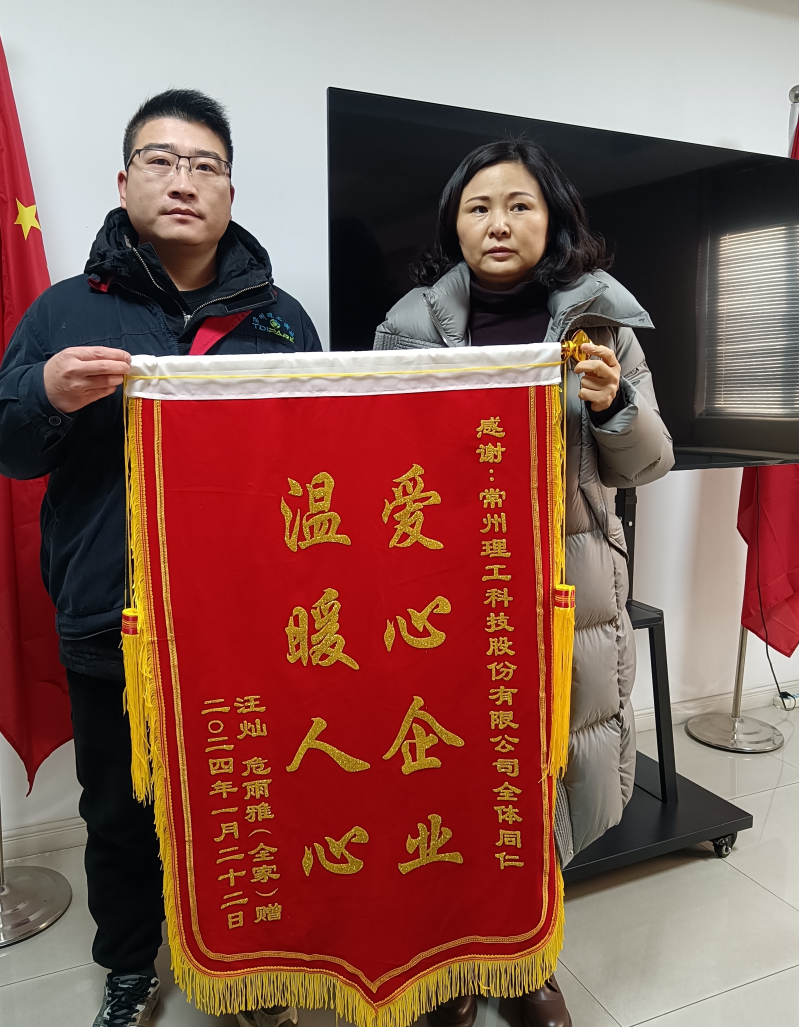 感谢：常州理工科技股份有限公司全体同仁
爱心企业
温暖人心
汪灿 危雨雅（全家）赠
二〇二四年一月二十二日